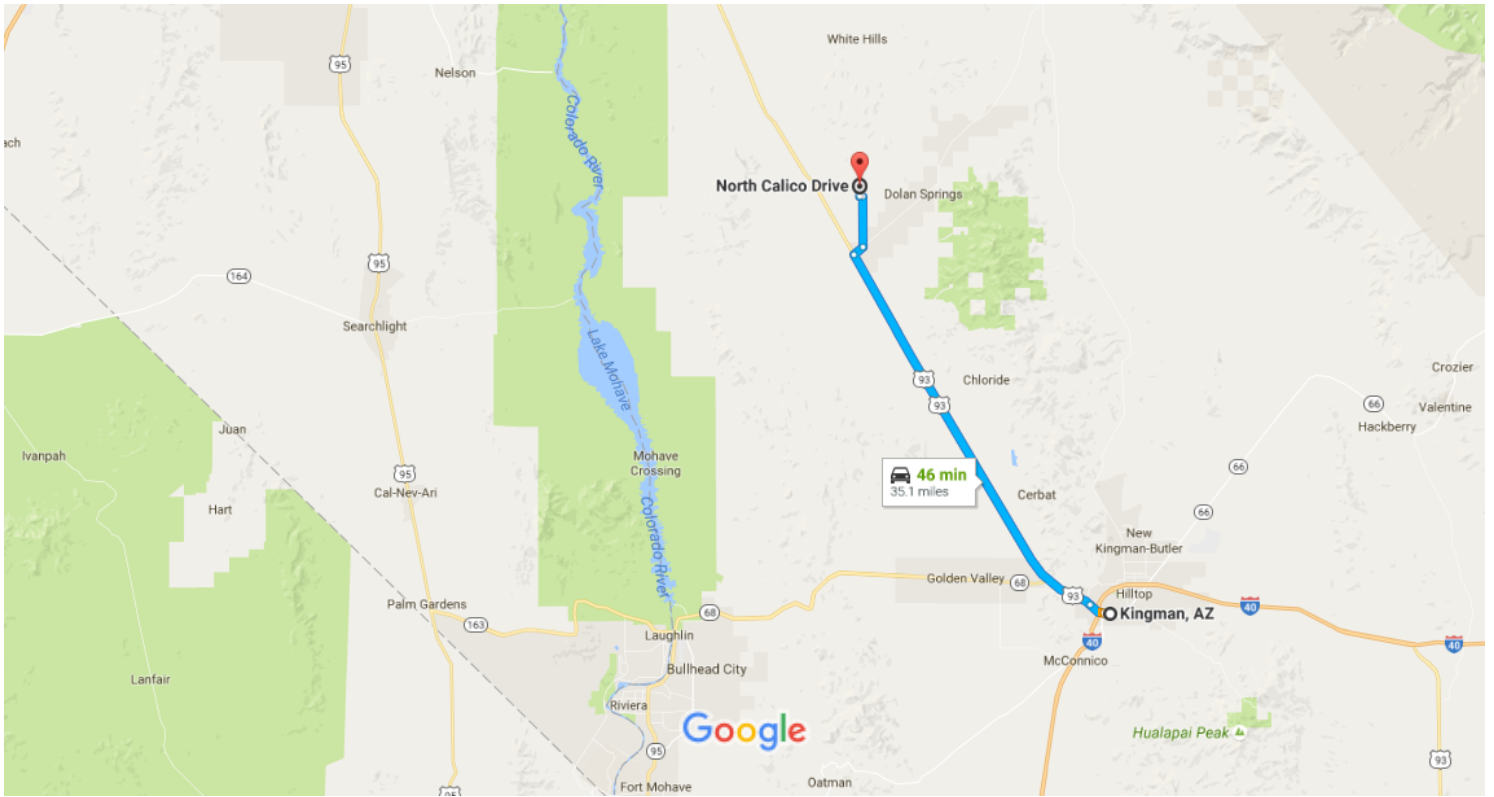 White Hills
95
Nelson
Colorado River
ach
North Calico Drive
Dolan Springs
95
164
Searchlight
Lake Mohave
93
Chloride
93
Crozier
66
Valentine
Hackberry
Juan
Ivanpah
Mohave
Crossing
95
Cal-Nev-Ari
46 min
35.1 miles
66
Cerbat
Hart
66
Colorado River
New
Kingman-Butler
Golden Valley
68
93
Hilltop
40
Palm Gardens
163
68
Kingman, AZ
Laughlin
40
40
Bullhead City
McConnico
Lanfair
Riviera
Google
Hualapai Peak
95
93
Oatman
Fort Mohave
95